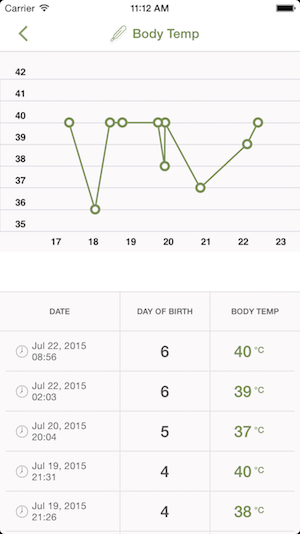 Carrier 11:12 AM
Body Temp
42
41
40
39
38
37
36
35
17 18 19 20 21 22 23
DATE DAY OF BIRTH BODY TEMP
Jul 22, 2015
08:56 6 40 °C
Jul 22, 2015
02:03 6 39 °C
Jul 20, 2015
20:04 5 37 °C
Jul 19, 2015
21:31 4 40 °C
Jul 19, 2015
21:26 4 38 °C